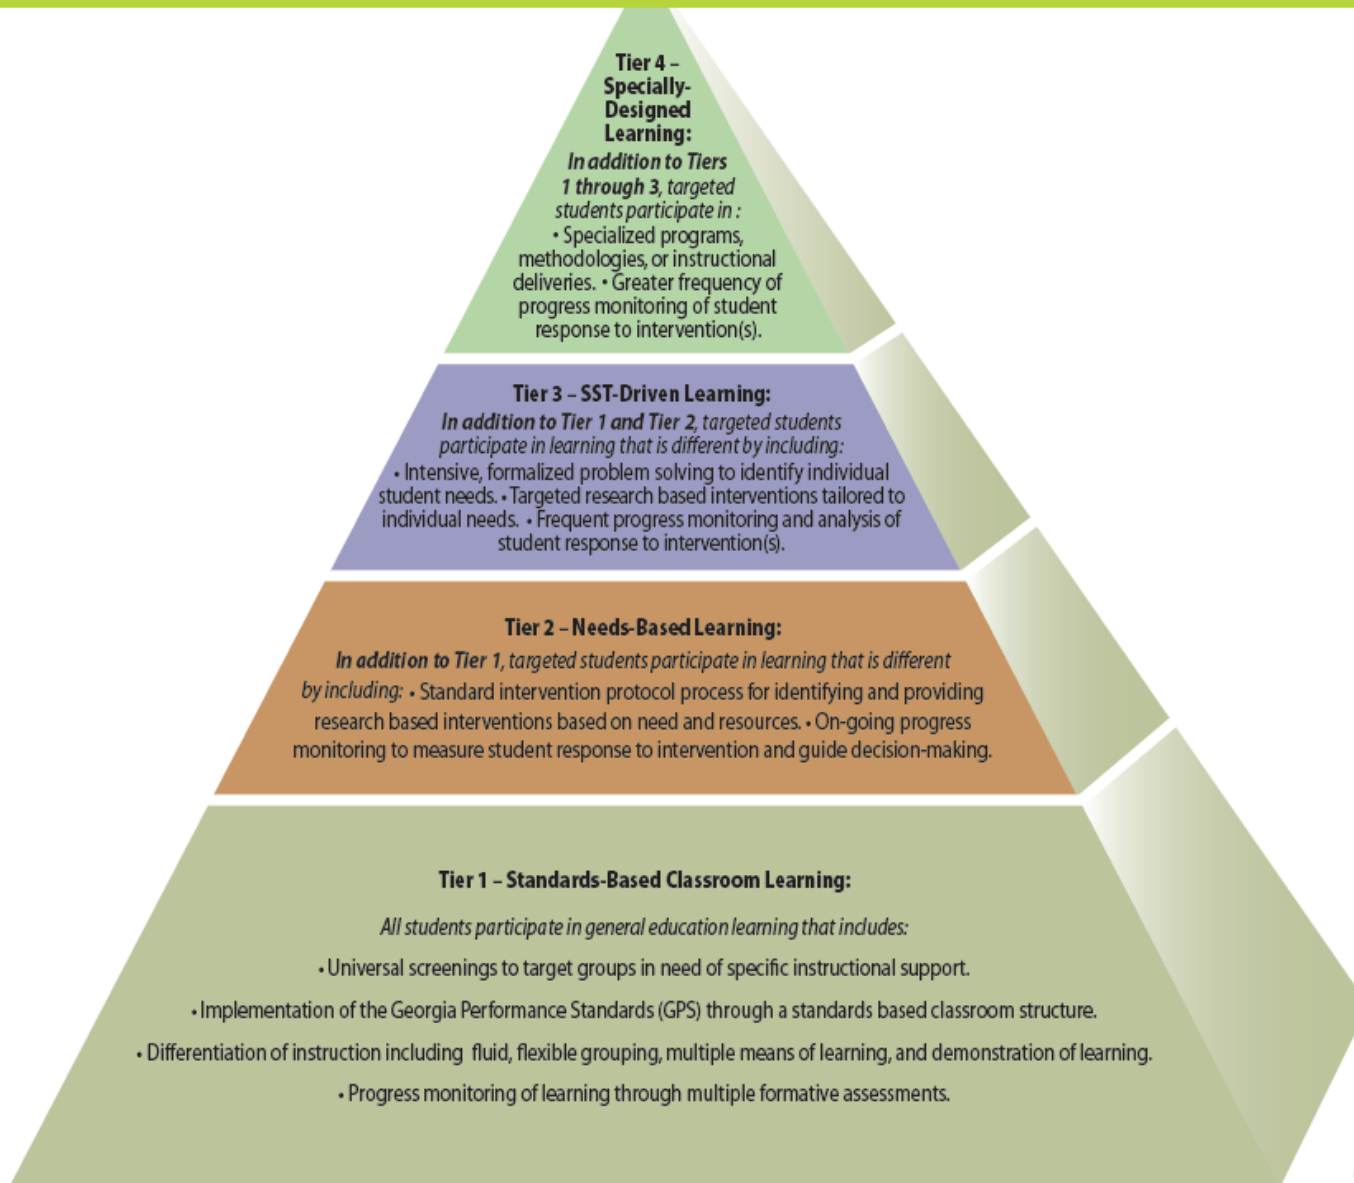 Tier 4 –
Specially-
Designed
Learning:
In addition to Tiers
1 through 3, targeted
students participate in :
• Specialized programs,
methodologies, or instructional
deliveries. • Greater frequency of
progress monitoring of student
response to intervention(s).
Tier 3 – SST-Driven Learning:
In addition to Tier 1 and Tier 2, targeted students
participate in learning that is different by including:
• Intensive, formalized problem solving to identify individual
student needs. • Targeted research based interventions tailored to
individual needs. • Frequent progress monitoring and analysis of
student response to intervention(s).
Tier 2 – Needs-Based Learning:
In addition to Tier 1, targeted students participate in learning that is different
by including: • Standard intervention protocol process for identifying and providing
research based interventions based on need and resources. • On-going progress
monitoring to measure student response to intervention and guide decision-making.
Tier 1 – Standards-Based Classroom Learning:
All students participate in general education learning that includes:
• Universal screenings to target groups in need of specific instructional support.
• Implementation of the Georgia Performance Standards (GPS) through a standards based classroom structure.
• Differentiation of instruction including fluid, flexible grouping, multiple means of learning, and demonstration of learning.
• Progress monitoring of learning through multiple formative assessments.